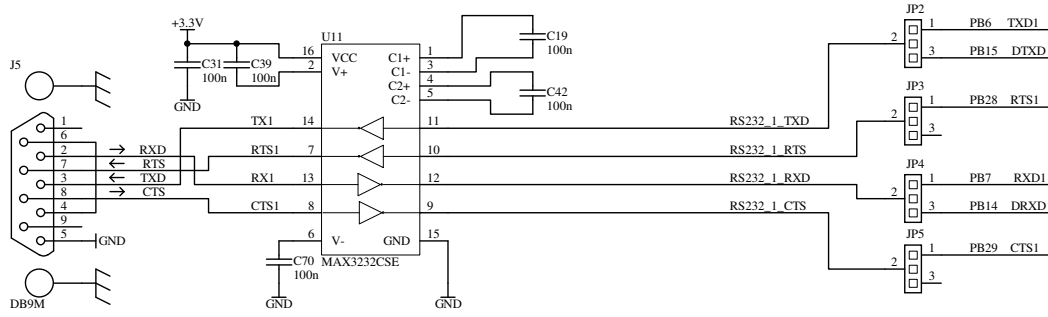 +3.3V
U11
JP2
C31
100n
C39
100n
GND
16 VCC
2 V+
C1+ 1
C1- 3
C2+ 4
C2- 5
C19
100n
C42
100n
2
1 PB6 TXD1
3 PB15 DTXD
J5
JP3
2
1 PB28 RTS1
3
1
6
2
7
3
8
4
9
5
GND
RXD
RTS
TXD
CTS
TX1 14
RTS1 7
RX1 13
CTS1 8
11 RS232_1_TXD
10 RS232_1_RTS
12 RS232_1_RXD
9 RS232_1_CTS
JP4
2
1 PB7 RXD1
3 PB14 DRXD
6 V-
GND 15
MAX3232CSE
C70
100n
GND
GND
JP5
2
1 PB29 CTS1
3
DB9M